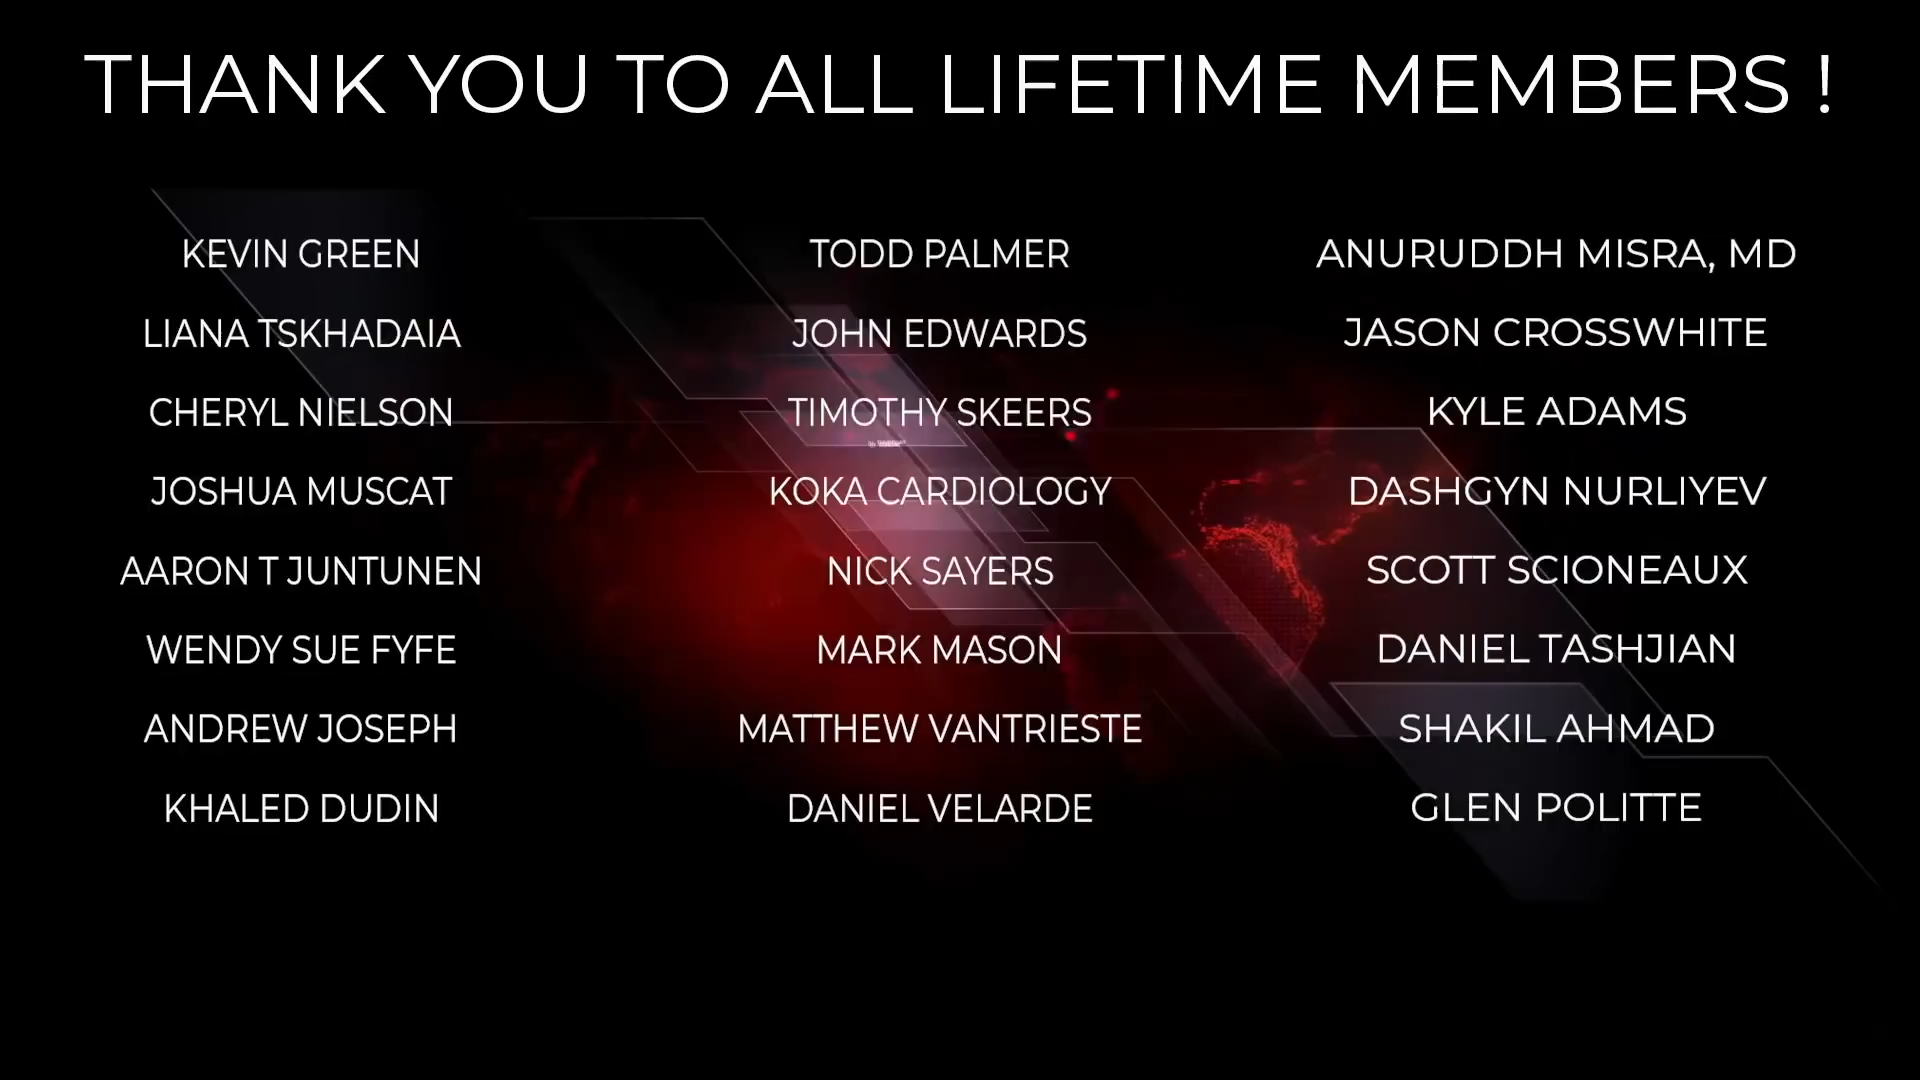 THANK YOU TO ALL LIFETIME MEMBERS !
KEVIN GREEN
LIANA TSKHADAIA
CHERYL NIELSON
JOSHUA MUSCAT
AARON T JUNTUNEN
WENDY SUE FYFE
ANDREW JOSEPH
KHALED DUDIN
TODD PALMER
JOHN EDWARDS
TIMOTHY SKEERS
KOKA CARDIOLOGY
NICK SAYERS
MARK MASON
MATTHEW VANTRIESTE
DANIEL VELARDE
ANURUDDH MISRA, MD
JASON CROSSWHITE
KYLE ADAMS
DASHGYN NURLIYEV
SCOTT SCIONEAUX
DANIEL TASHJIAN
SHAKIL AHMAD
GLEN POLITTE